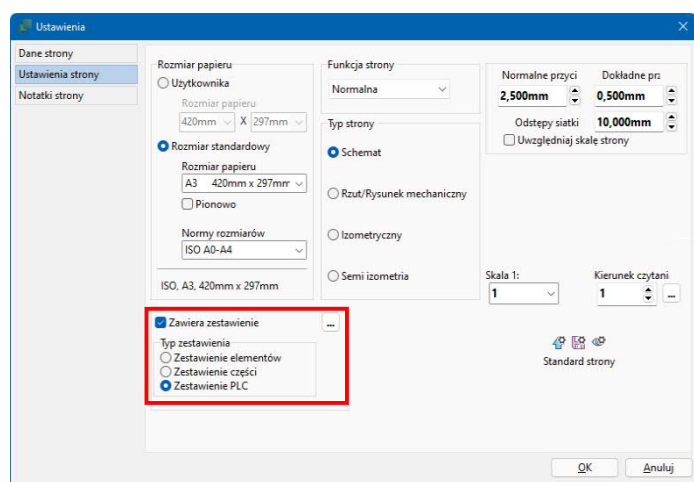 Ustawienia
Dane strony
Ustawienia strony
Notatki strony
Rozmiar papieru
Użytkownika
Rozmiar papieru
420mm X 297mm
Rozmiar standardowy
Rozmiar papieru
A3 420mm x 297mm
Pionowo
Normy rozmiarów
ISO A0-A4
ISO, A3, 420mm x 297mm
Funkcja strony
Normalna
Typ strony
Schemat
Rzut/Rysunek mechaniczny
Izometryczny
Semi izometria
Normalne przyci Dokładne prz
2,500mm 0,500mm
Odstępy siatki 10,000mm
Uwzględniaj skalę strony
Skala 1: Kierunek czytani
1 1 ...
Standard strony
Zawiera zestawienie ...
Typ zestawienia
Zestawienie elementów
Zestawienie części
Zestawienie PLC
OK Anuluj